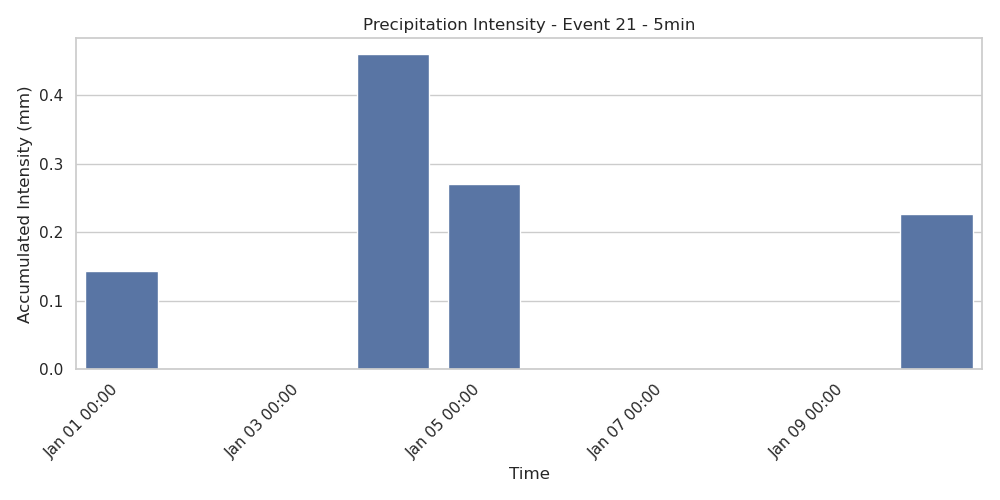 Precipitation Intensity - Event 21 - 5min
Accumulated Intensity (mm)
0.4
0.3
0.2
0.1
0.0
Jan 01 00:00
Jan 03 00:00
Jan 05 00:00
Jan 07 00:00
Jan 09 00:00
Time